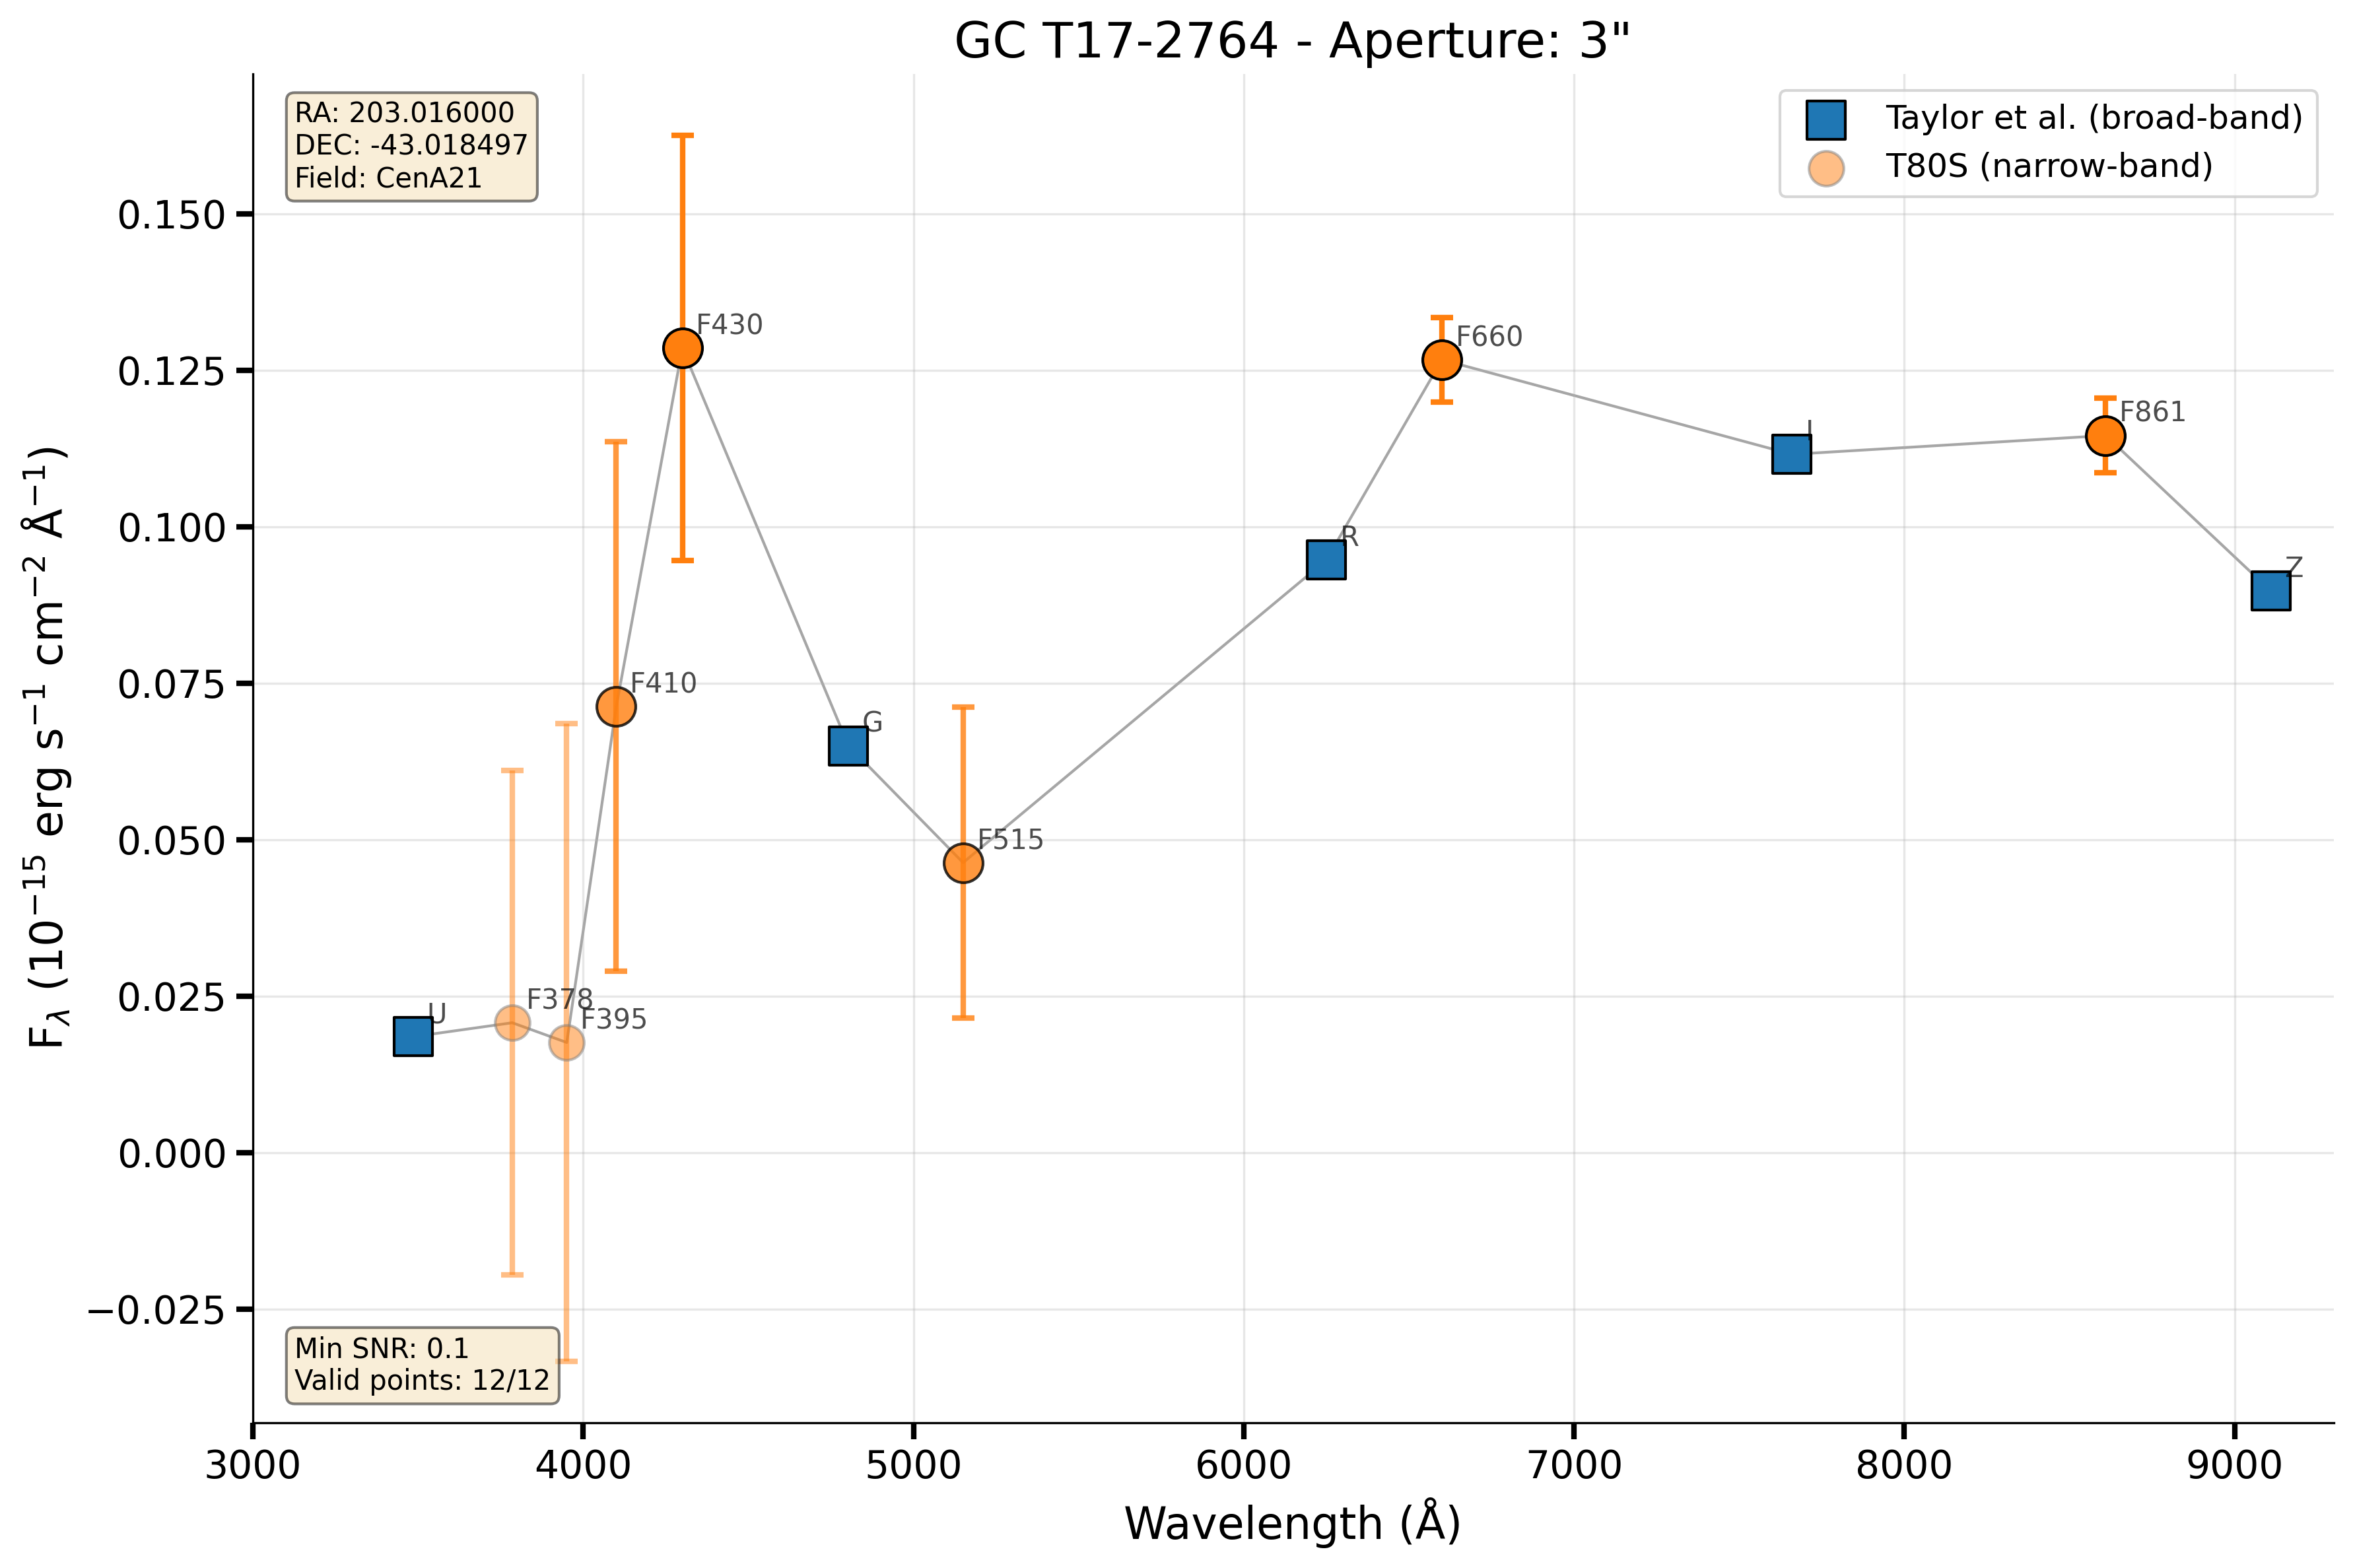 GC T17-2764 - Aperture: 3"
RA: 203.016000
DEC: -43.018497
Field: CenA21
Taylor et al. (broad-band)
T80S (narrow-band)
0.150
0.125
0.100
0.075
0.050
0.025
0.000
−0.025
F430
F660
I
F861
R
Z
F410
G
F515
U
F378
F395
Min SNR: 0.1
Valid points: 12/12
3000 4000 5000 6000 7000 8000 9000
Wavelength (Å)
F_λ (10⁻¹⁵ erg s⁻¹ cm⁻² Å⁻¹)